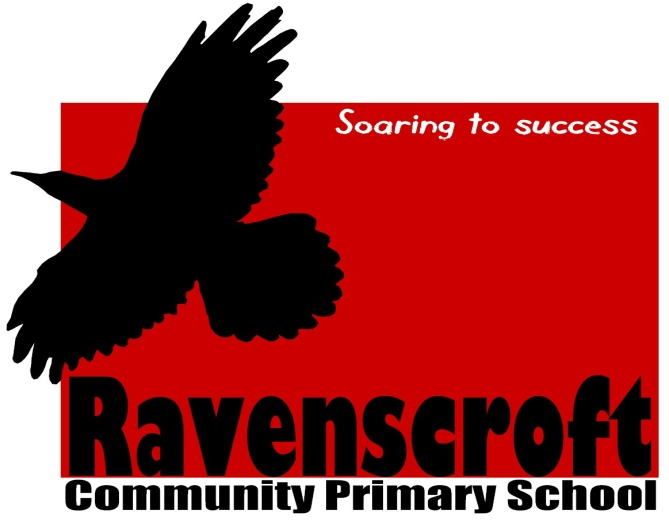 Soaring to success
Ravenscroft
Community Primary School